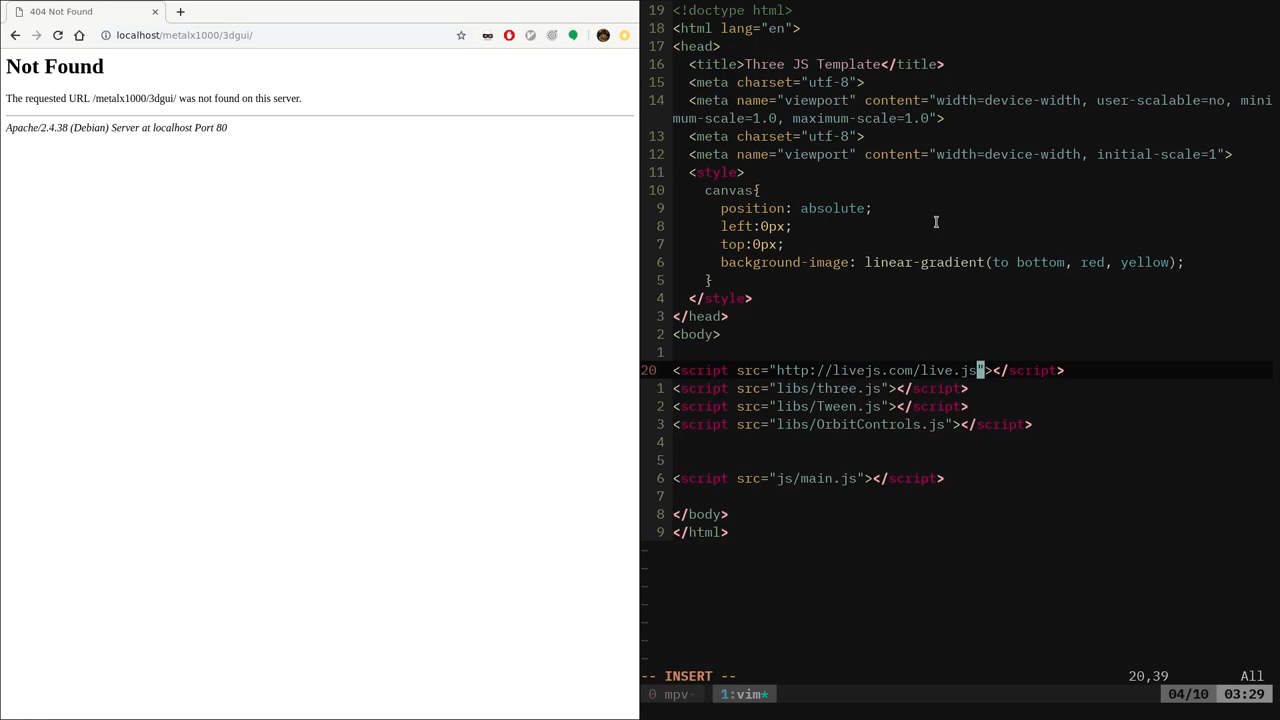 404 Not Found
localhost/metalx1000/3dgui/
Not Found
The requested URL /metalx1000/3dgui/ was not found on this server.
Apache/2.4.38 (Debian) Server at localhost Port 80
19 <!doctype html>
18 <html lang="en">
17 <head>
16   <title>Three JS Template</title>
15   <meta charset="utf-8">
14   <meta name="viewport" content="width=device-width, user-scalable=no, mini
mum-scale=1.0, maximum-scale=1.0">
13   <meta charset="utf-8">
12   <meta name="viewport" content="width=device-width, initial-scale=1">
11   <style>
10     canvas{
9       position: absolute;
8       left:0px;
7       top:0px;
6       background-image: linear-gradient(to bottom, red, yellow);
5     }
4   </style>
3 </head>
2 <body>
1
20 <script src="http://livejs.com/live.js"></script>
1 <script src="libs/three.js"></script>
2 <script src="libs/Tween.js"></script>
3 <script src="libs/OrbitControls.js"></script>
4
5
6 <script src="js/main.js"></script>
7
8 </body>
9 </html>
~
~
~
~
~
~
~
-- INSERT -- 20,39 All
0 mpv- 1:vim* 04/10 03:29